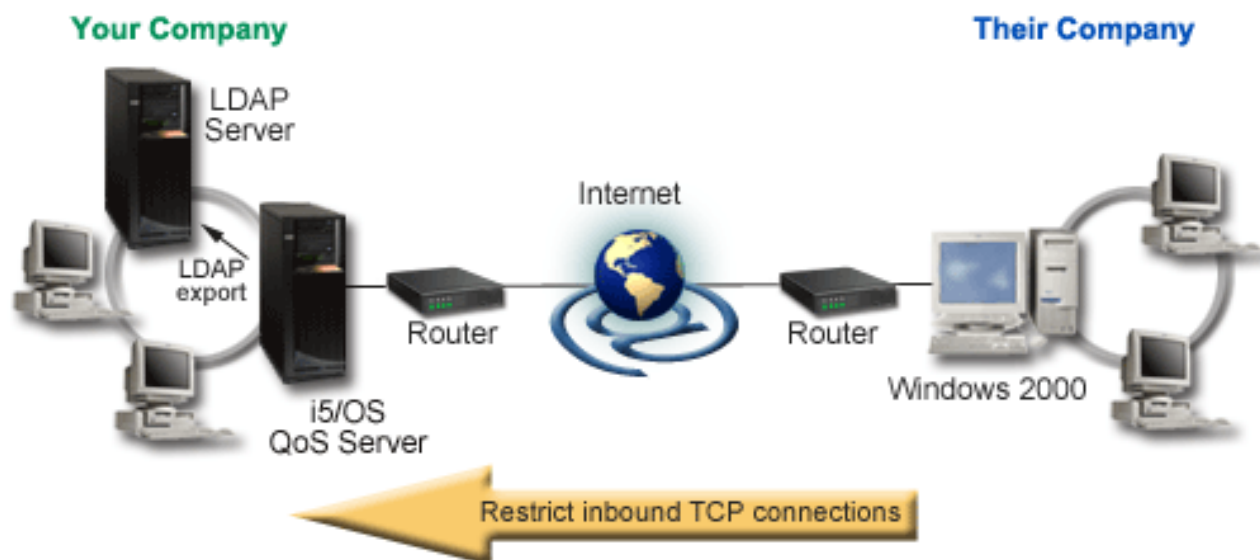 Your Company
Their Company
LDAP
Server
Internet
LDAP
export
Router
Router
Windows 2000
i5/OS
QoS Server
Restrict inbound TCP connections